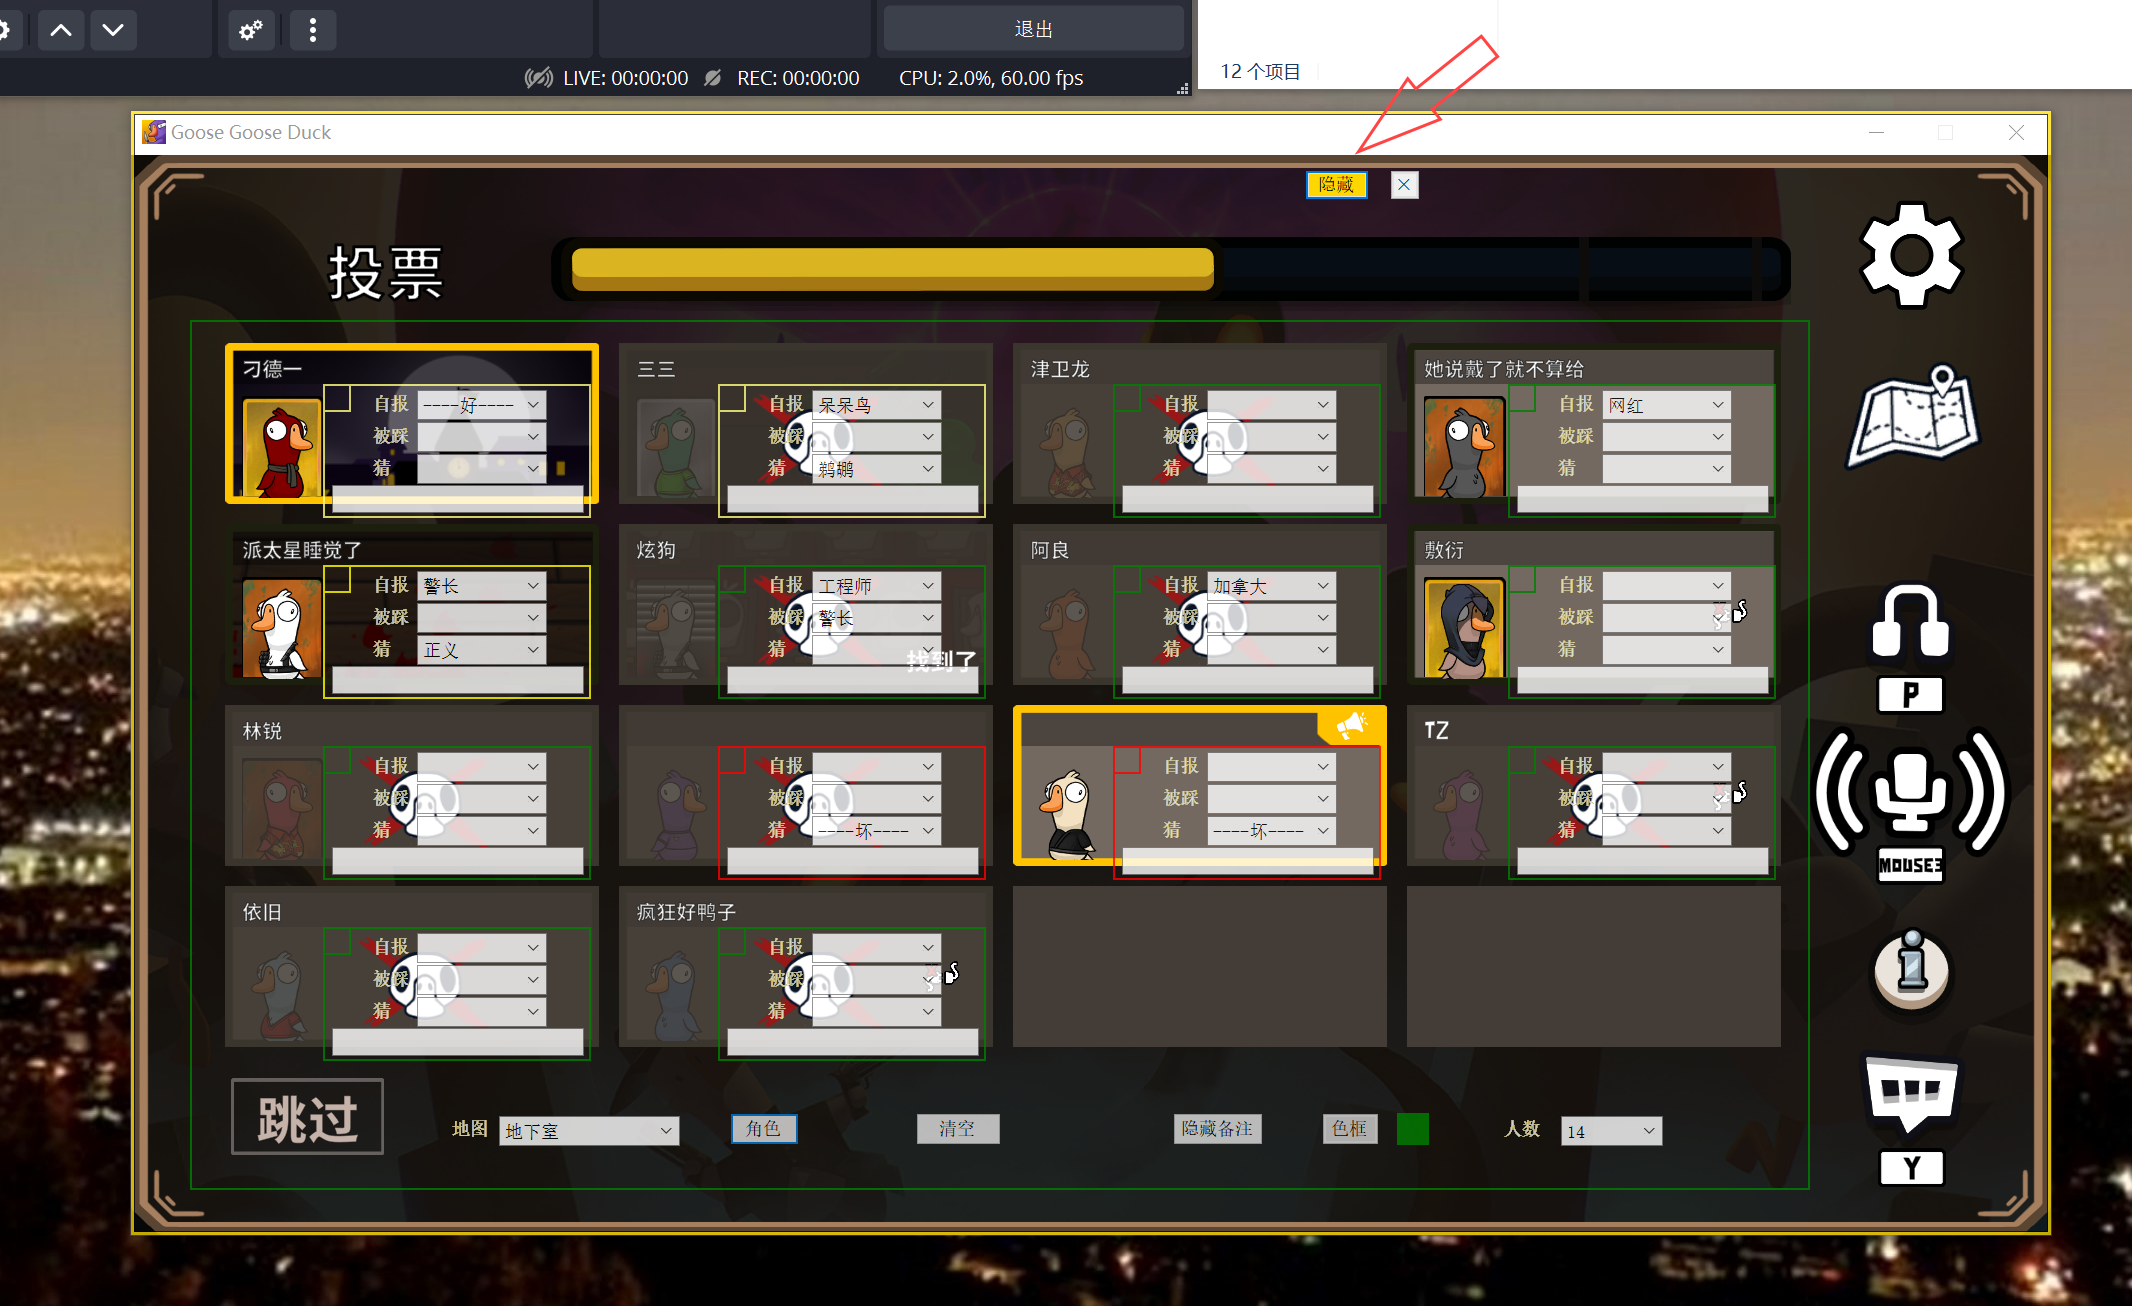 退出
LIVE: 00:00:00 REC: 00:00:00 CPU: 2.0%, 60.00 fps
12 个项目
Goose Goose Duck
隐藏
投票
刁德一
自报 ----好----
被踩
猜
三三
自报 呆呆鸟
被踩
猜 鹈鹕
津卫龙
自报
被踩
猜
她说戴了就不算给
自报 网红
被踩
猜
派大星睡觉了
自报 警长
被踩
猜 正义
炫狗
自报 工程师
被踩 警长
猜
找到了
阿良
自报 加拿大
被踩
猜
敷衍
自报
被踩
猜
林锐
自报
被踩
猜
自报
被踩
猜 ----坏----
自报
被踩
猜 ----坏----
TZ
自报
被踩
猜
依旧
自报
被踩
猜
疯狂好鸭子
自报
被踩
猜
P
MOUSE3
Y
跳过
地图 地下室 角色 清空 隐藏备注 色框 人数 14